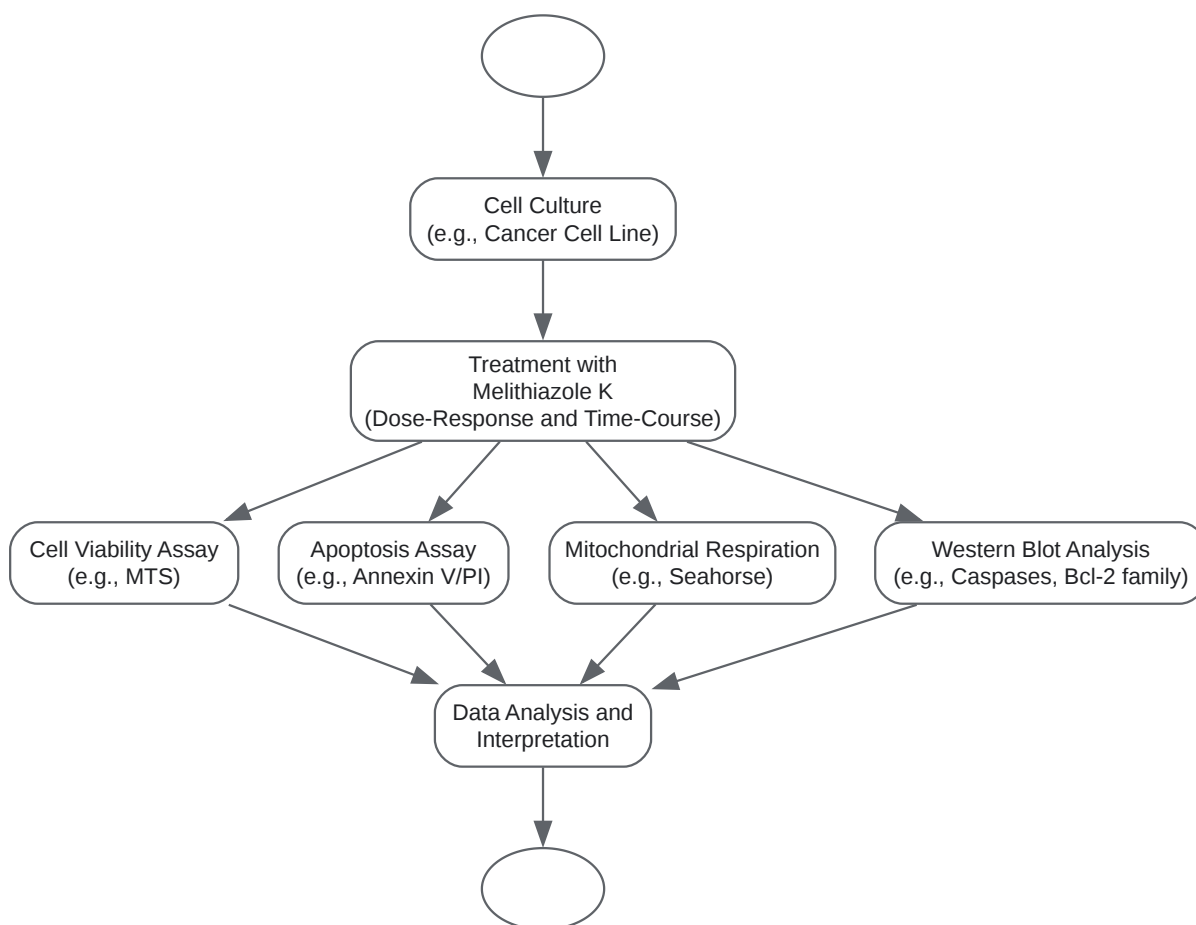 Cell Culture
(e.g., Cancer Cell Line)
Treatment with
Melithiazole K
(Dose-Response and Time-Course)
Cell Viability Assay
(e.g., MTS)
Apoptosis Assay
(e.g., Annexin V/PI)
Mitochondrial Respiration
(e.g., Seahorse)
Western Blot Analysis
(e.g., Caspases, Bcl-2 family)
Data Analysis and
Interpretation